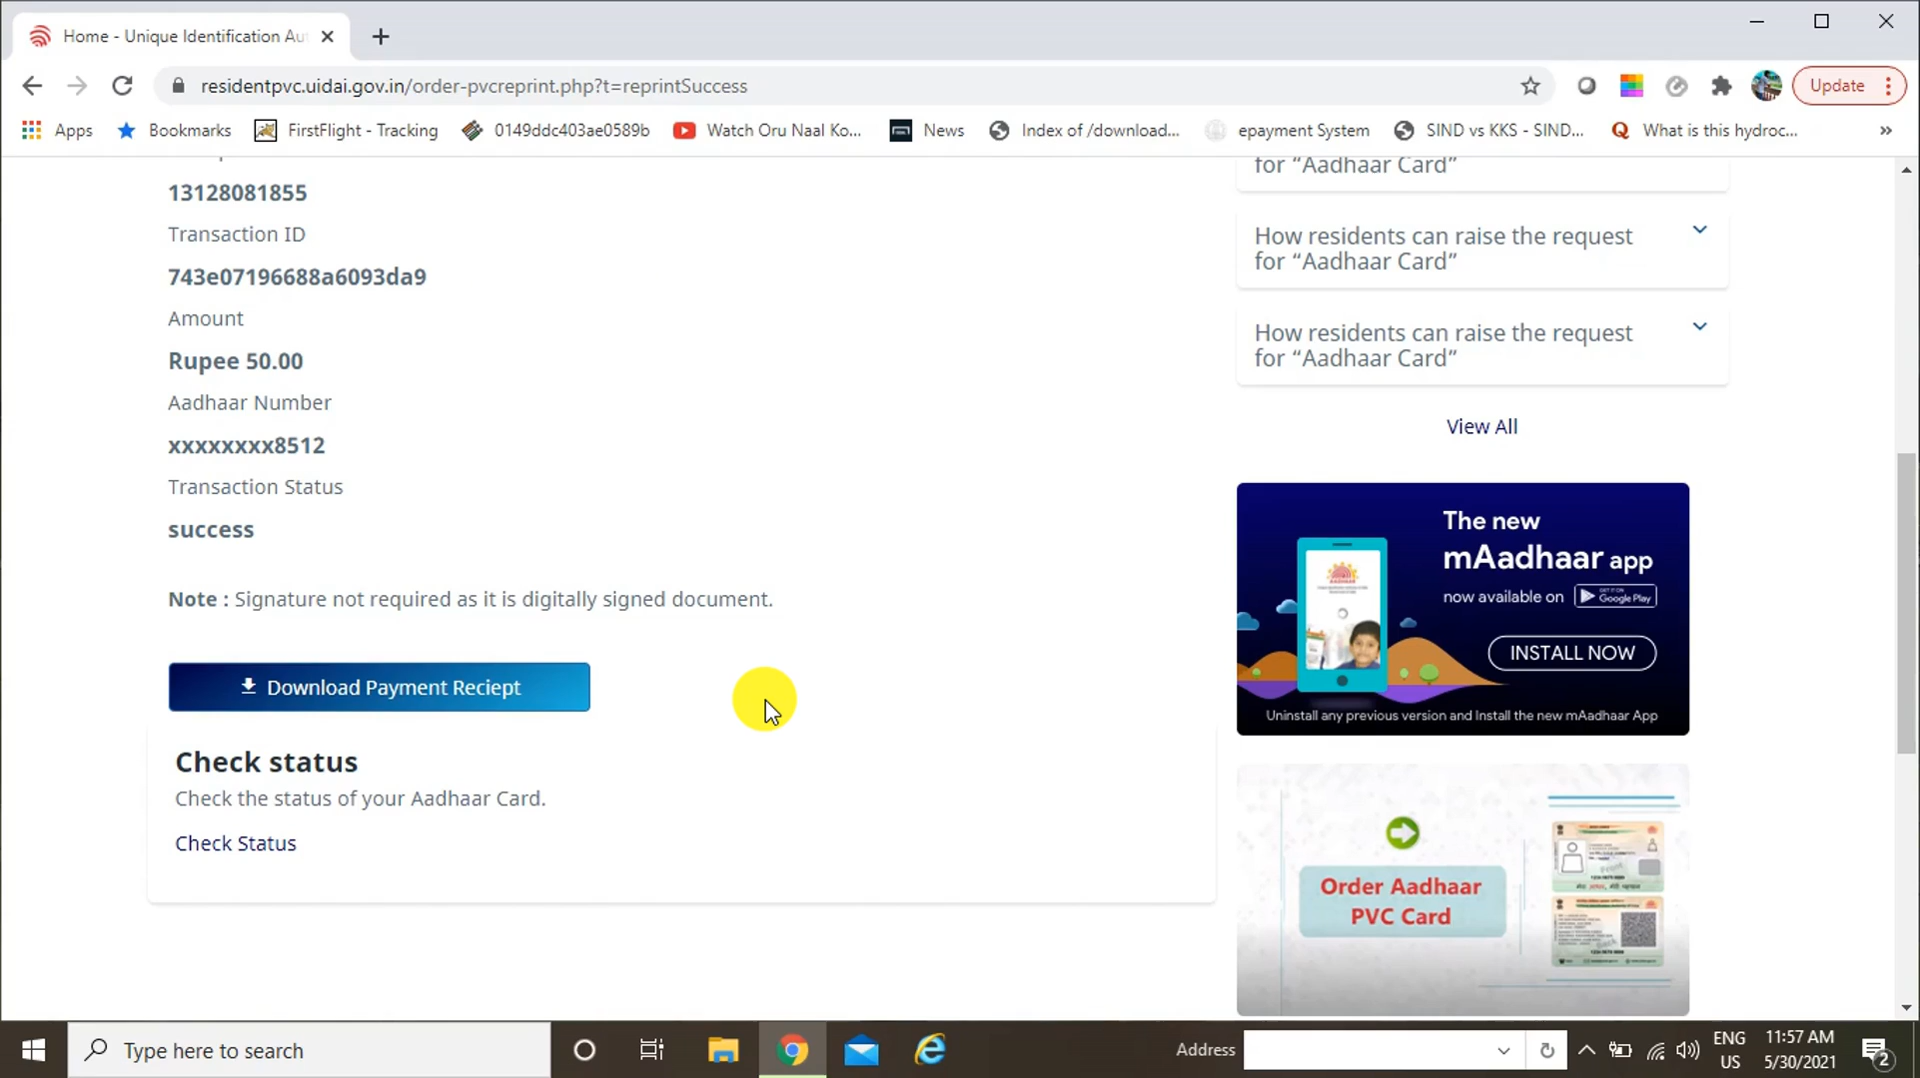 Home - Unique Identification Au
residentpvc.uidai.gov.in/order-pvcreprint.php?t=reprintSuccess
Update
Apps
Bookmarks
FirstFlight - Tracking
0149ddc403ae0589b
Watch Oru Naal Ko...
News
Index of /download...
epayment System
SIND vs KKS - SIND...
What is this hydroc...
»
13128081855
Transaction ID
743e07196688a6093da9
Amount
Rupee 50.00
Aadhaar Number
xxxxxxxx8512
Transaction Status
success
Note : Signature not required as it is digitally signed document.
Download Payment Reciept
Check status
Check the status of your Aadhaar Card.
Check Status
for “Aadhaar Card”
How residents can raise the request
for “Aadhaar Card”
How residents can raise the request
for “Aadhaar Card”
View All
The new
mAadhaar app
now available on
GET IT ON
Google Play
INSTALL NOW
Uninstall any previous version and Install the new mAadhaar App
Order Aadhaar
PVC Card
Type here to search
Address
ENG
US
11:57 AM
5/30/2021
2